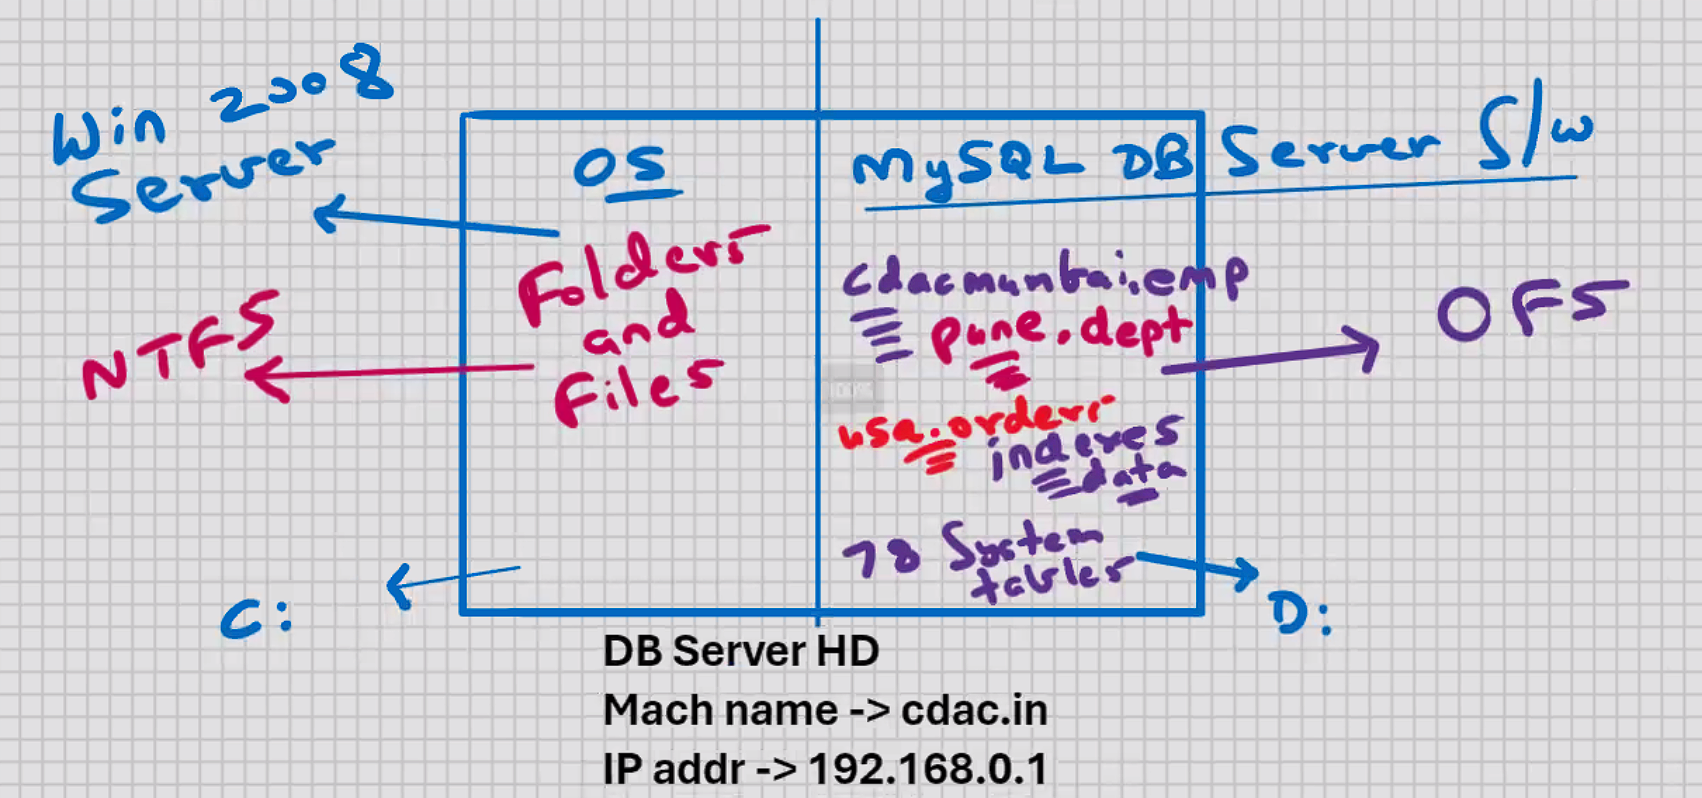 Win 2008
Server
OS
MySQL DB Server S/w
Folders
and
Files
NTFS
cdacmumbai.emp
pune.dept
OFS
usa.orders
indexes
data
78 System
tables
C:
D:
DB Server HD
Mach name -> cdac.in
IP addr -> 192.168.0.1